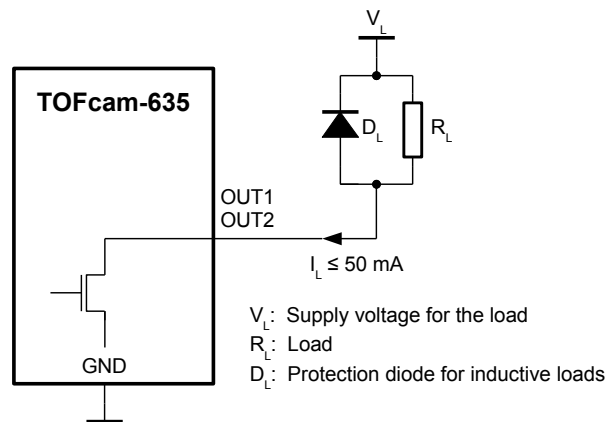 V_L
TOFcam-635
D_L
R_L
OUT1
OUT2
I_L ≤ 50 mA
V_L: Supply voltage for the load
R_L: Load
GND
D_L: Protection diode for inductive loads